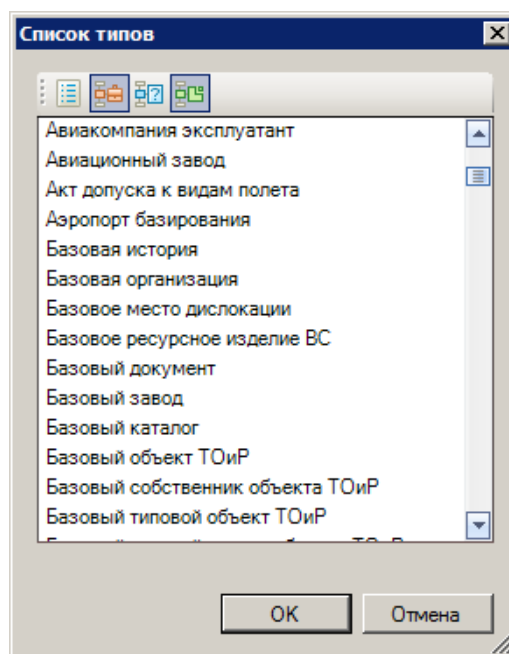 Список типов
Авиакомпания эксплуатант
Авиационный завод
Акт допуска к видам полета
Аэропорт базирования
Базовая история
Базовая организация
Базовое место дислокации
Базовое ресурсное изделие ВС
Базовый документ
Базовый завод
Базовый каталог
Базовый объект ТОиР
Базовый собственник объекта ТОиР
Базовый типовой объект ТОиР
OK
Отмена